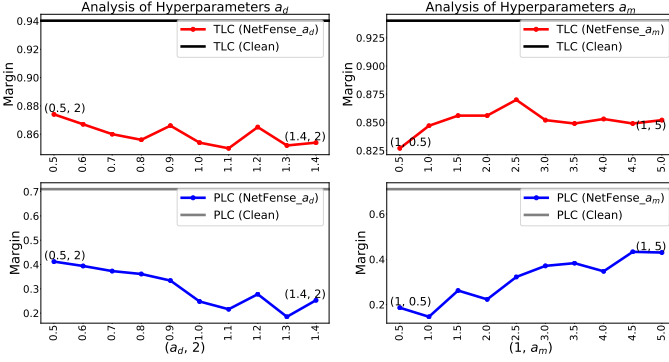 Analysis of Hyperparameters a_d
0.94
0.92
0.90
0.88
0.86
Margin
TLC (NetFense_a_d)
TLC (Clean)
(0.5, 2)
(1.4, 2)
0.5 0.6 0.7 0.8 0.9 1.0 1.1 1.2 1.3 1.4
Analysis of Hyperparameters a_m
0.925
0.900
0.875
0.850
0.825
Margin
TLC (NetFense_a_m)
TLC (Clean)
(1, 0.5)
(1, 5)
0.5 1.0 1.5 2.0 2.5 3.0 3.5 4.0 4.5 5.0
0.7
0.6
0.5
0.4
0.3
0.2
Margin
PLC (NetFense_a_d)
PLC (Clean)
(0.5, 2)
(1.4, 2)
0.5 0.6 0.7 0.8 0.9 1.0 1.1 1.2 1.3 1.4
(a_d, 2)
0.6
0.4
0.2
Margin
PLC (NetFense_a_m)
PLC (Clean)
(1, 0.5)
(1, 5)
0.5 1.0 1.5 2.0 2.5 3.0 3.5 4.0 4.5 5.0
(1, a_m)